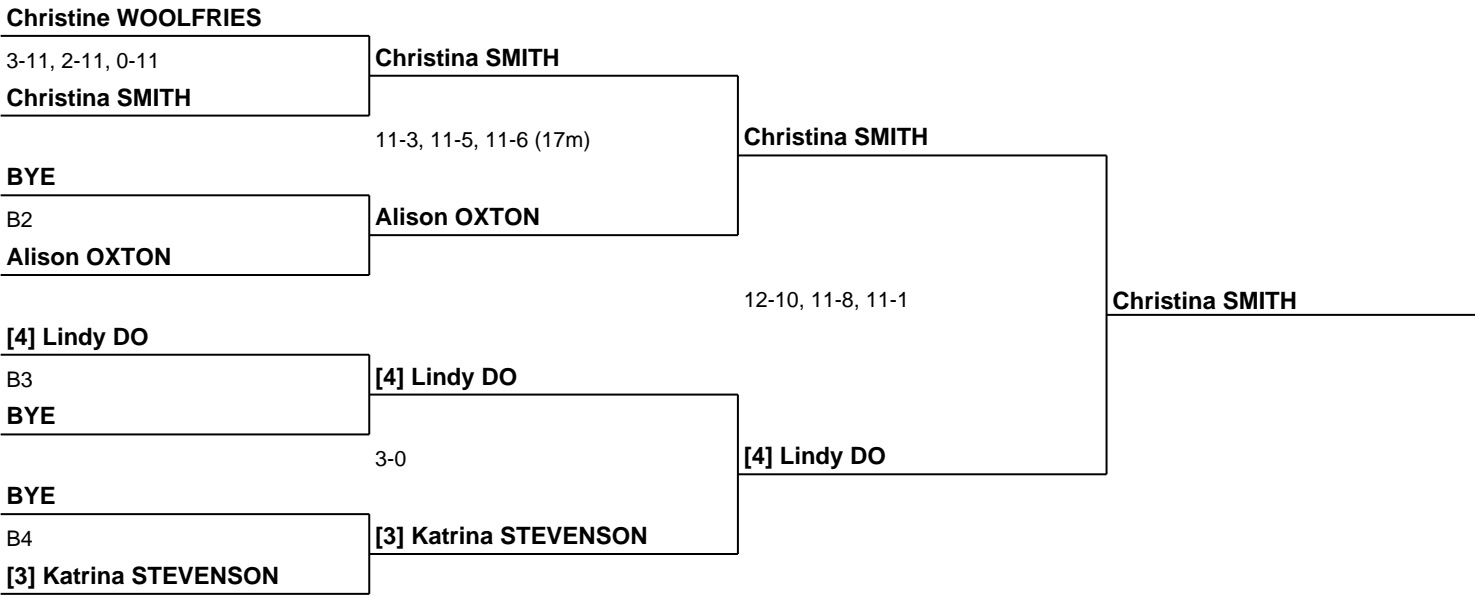 Christine WOOLFRIES
3-11, 2-11, 0-11
Christina SMITH
Christina SMITH
11-3, 11-5, 11-6 (17m)
Christina SMITH
BYE
B2
Alison OXTON
Alison OXTON
12-10, 11-8, 11-1
Christina SMITH
[4] Lindy DO
B3
[4] Lindy DO
BYE
3-0
[4] Lindy DO
BYE
B4
[3] Katrina STEVENSON
[3] Katrina STEVENSON